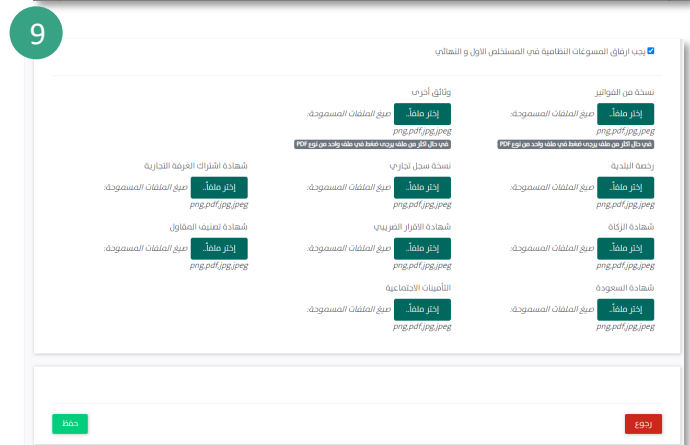 9
يجب ارفاق المسوغات النظامية في المستخلص الاول و النهائي
نسخة من الفواتير
إختر ملفاً.. صيغ الملفات المسموحة:
png,pdf,jpg,jpeg
في حال اكثر من ملف يرجى ضغط في ملف واحد من نوع PDF
وثائق أخرى
إختر ملفاً.. صيغ الملفات المسموحة:
png,pdf,jpg,jpeg
في حال اكثر من ملف يرجى ضغط في ملف واحد من نوع PDF
رخصة البلدية
إختر ملفاً.. صيغ الملفات المسموحة:
png,pdf,jpg,jpeg
نسخة سجل تجاري
إختر ملفاً.. صيغ الملفات المسموحة:
png,pdf,jpg,jpeg
شهادة اشتراك الغرفة التجارية
إختر ملفاً.. صيغ الملفات المسموحة:
png,pdf,jpg,jpeg
شهادة الزكاة
إختر ملفاً.. صيغ الملفات المسموحة:
png,pdf,jpg,jpeg
شهادة الاقرار الضريبي
إختر ملفاً.. صيغ الملفات المسموحة:
png,pdf,jpg,jpeg
شهادة تصنيف المقاول
إختر ملفاً.. صيغ الملفات المسموحة:
png,pdf,jpg,jpeg
شهادة السعودة
إختر ملفاً.. صيغ الملفات المسموحة:
png,pdf,jpg,jpeg
التأمينات الاجتماعية
إختر ملفاً.. صيغ الملفات المسموحة:
png,pdf,jpg,jpeg
رجوع
حفظ